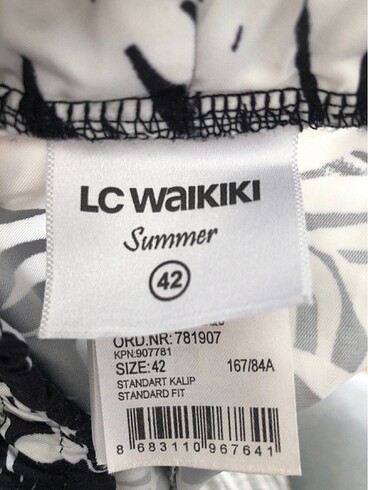 LC WAIKIKI
Summer
42
ORD.NR: 781907
KPN:907781
SIZE:42 167/84A
STANDART KALIP
STANDARD FIT
8 683110 967641